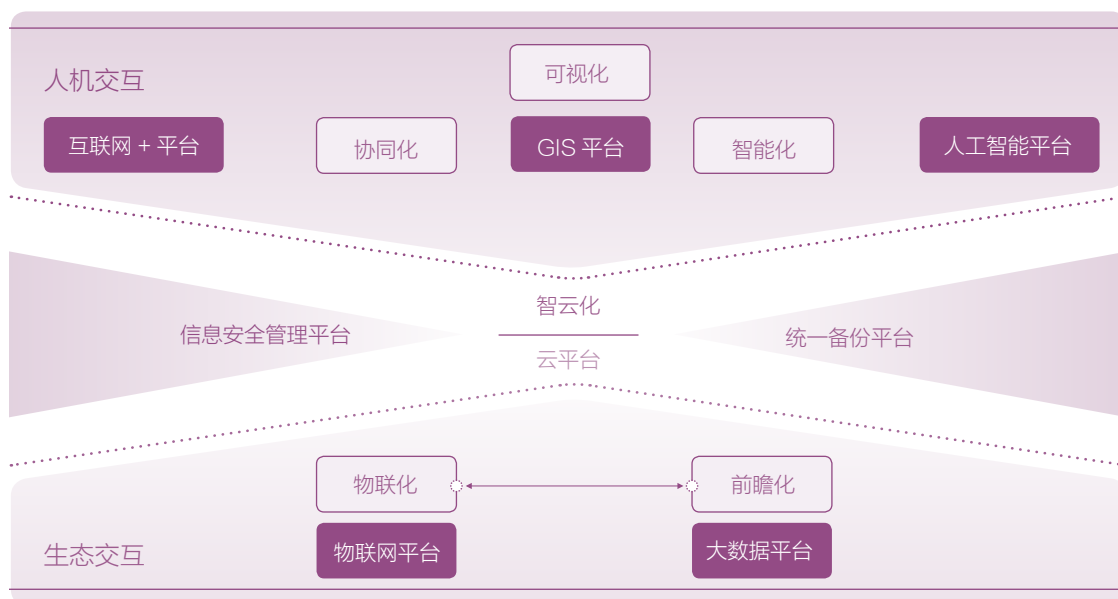 人机交互
可视化
互联网 + 平台
协同化
GIS 平台
智能化
人工智能平台
智云化
信息安全管理平台
统一备份平台
云平台
物联化
前瞻化
生态交互
物联网平台
大数据平台